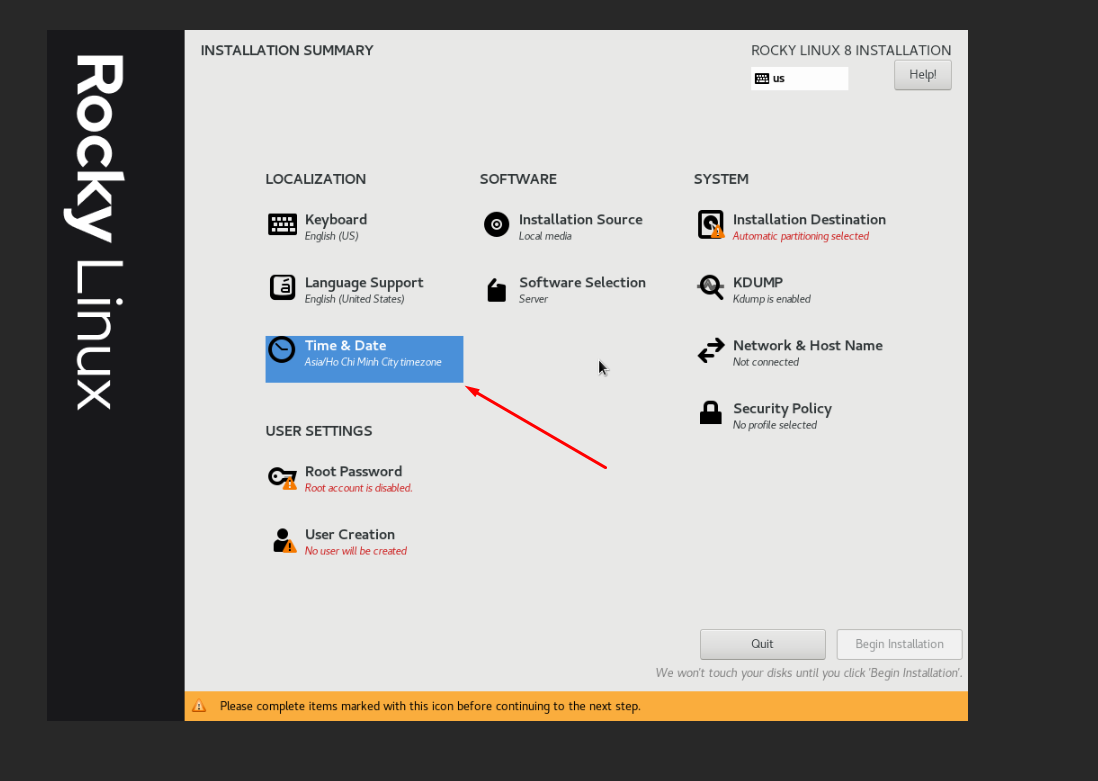 Rocky Linux
INSTALLATION SUMMARY
ROCKY LINUX 8 INSTALLATION
us
Help!
LOCALIZATION
Keyboard
English (US)
Language Support
English (United States)
Time & Date
Asia/Ho Chi Minh City timezone
SOFTWARE
Installation Source
Local media
Software Selection
Server
SYSTEM
Installation Destination
Automatic partitioning selected
KDUMP
Kdump is enabled
Network & Host Name
Not connected
Security Policy
No profile selected
USER SETTINGS
Root Password
Root account is disabled.
User Creation
No user will be created
Quit
Begin Installation
We won't touch your disks until you click 'Begin Installation'.
Please complete items marked with this icon before continuing to the next step.